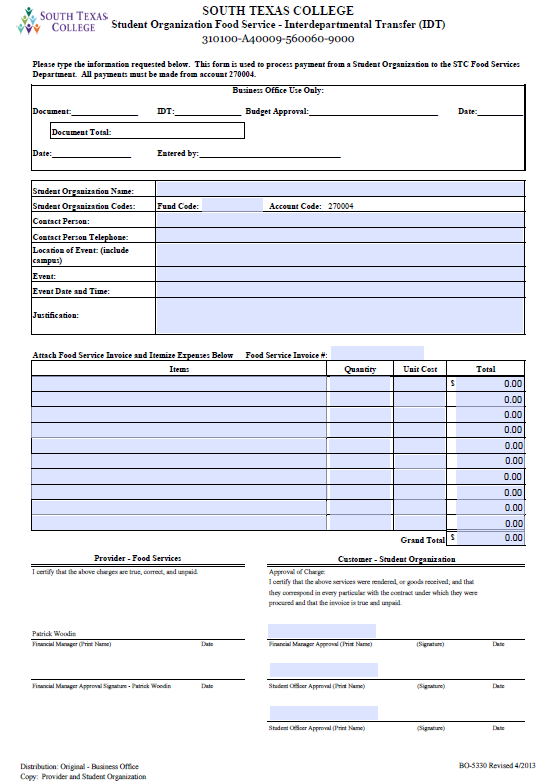 SOUTH TEXAS
COLLEGE
SOUTH TEXAS COLLEGE
Student Organization Food Service - Interdepartmental Transfer (IDT)
310100-A40009-560060-9000
Please type the information requested below. This form is used to process payment from a Student Organization to the STC Food Services
Department. All payments must be made from account 270004.
Business Office Use Only:
Document: IDT: Budget Approval: Date:
Document Total:
Date: Entered by:
Student Organization Name:
Student Organization Codes: Fund Code: Account Code: 270004
Contact Person:
Contact Person Telephone:
Location of Event: (include
campus)
Event:
Event Date and Time:
Justification:
Attach Food Service Invoice and Itemize Expenses Below Food Service Invoice #:
Items Quantity Unit Cost Total
$ 0.00
0.00
0.00
0.00
0.00
0.00
0.00
0.00
0.00
0.00
Grand Total $ 0.00
Provider - Food Services Customer - Student Organization
I certify that the above charges are true, correct, and unpaid. Approval of Charge:
I certify that the above services were rendered, or goods received; and that
they correspond in every particular with the contract under which they were
procured and that the invoice is true and unpaid.
Patrick Woodin
Financial Manager (Print Name) Date Financial Manager Approval (Print Name) (Signature) Date
Financial Manager Approval Signature - Patrick Woodin Date Student Officer Approval (Print Name) (Signature) Date
Student Officer Approval (Print Name) (Signature) Date
Distribution: Original - Business Office BO-5330 Revised 4/2013
Copy: Provider and Student Organization